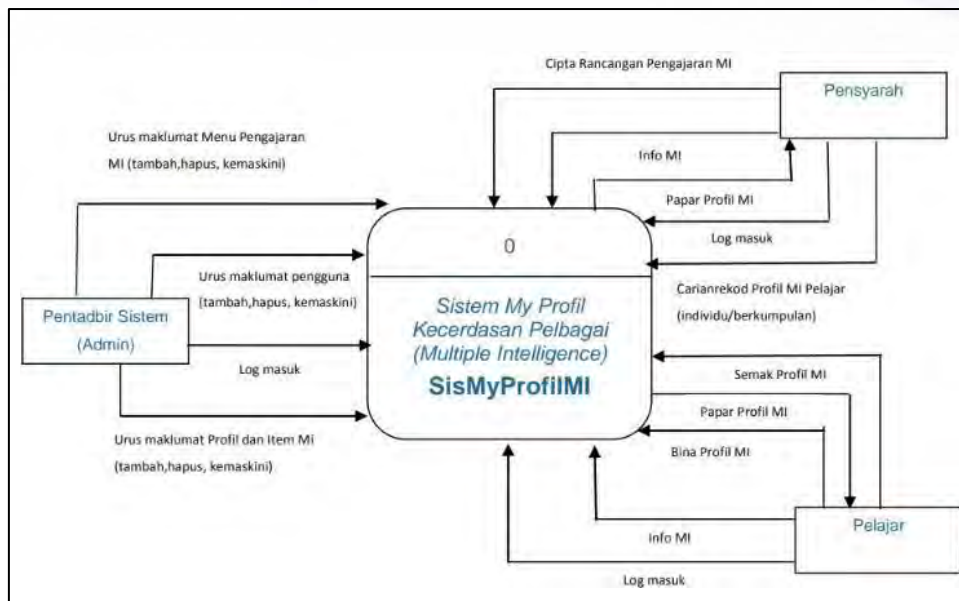 Cipta Rancangan Pengajaran MI
Pensyarah
Urus maklumat Menu Pengajaran
MI (tambah,hapus, kemaskini)
Info MI
Papar Profil MI
Log masuk
0
Urus maklumat pengguna
(tambah,hapus, kemaskini)
Carianrekod Profil MI Pelajar
(individu/berkumpulan)
Pentadbir Sistem
(Admin)
Sistem My Profil
Kecerdasan Pelbagai
(Multiple Intelligence)
SisMyProfilMI
Log masuk
Semak Profil MI
Papar Profil MI
Urus maklumat Profil dan Item Mi
(tambah,hapus, kemaskini)
Bina Profil MI
Pelajar
Info MI
Log masuk